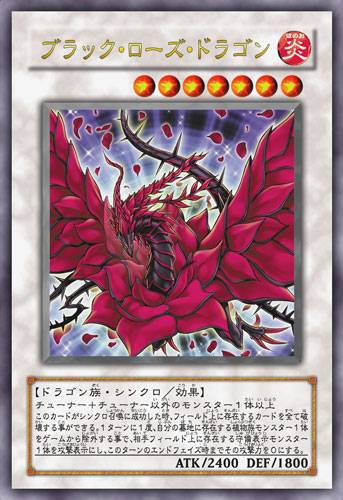 ブラック・ローズ・ドラゴン
炎
【ドラゴン族・シンクロ／効果】
チューナー＋チューナー以外のモンスター1体以上
このカードがシンクロ召喚に成功した時、フィールド上に存在するカードを全て破
壊する事ができる。1ターンに1度、自分の墓地に存在する植物族モンスター1体
をゲームから除外する事で、相手フィールド上に存在する守備表示モンスター
1体を攻撃表示にし、このターンのエンドフェイズ時までその攻撃力を0にする。
ATK/2400 DEF/1800